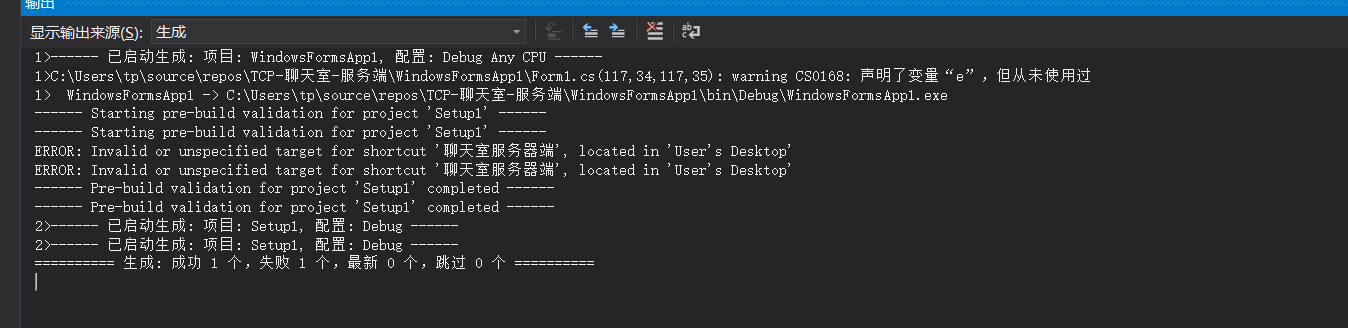 输出
显示输出来源(S): 生成
1>------ 已启动生成: 项目: WindowsFormsApp1, 配置: Debug Any CPU ------
1>C:\Users\tp\source\repos\TCP-聊天室-服务端\WindowsFormsApp1\Form1.cs(117,34,117,35): warning CS0168: 声明了变量“e”，但从未使用过
1>  WindowsFormsApp1 -> C:\Users\tp\source\repos\TCP-聊天室-服务端\WindowsFormsApp1\bin\Debug\WindowsFormsApp1.exe
------ Starting pre-build validation for project 'Setup1' ------
------ Starting pre-build validation for project 'Setup1' ------
ERROR: Invalid or unspecified target for shortcut '聊天室服务器端', located in 'User's Desktop'
ERROR: Invalid or unspecified target for shortcut '聊天室服务器端', located in 'User's Desktop'
------ Pre-build validation for project 'Setup1' completed ------
------ Pre-build validation for project 'Setup1' completed ------
2>------ 已启动生成: 项目: Setup1, 配置: Debug ------
2>------ 已启动生成: 项目: Setup1, 配置: Debug ------
========== 生成: 成功 1 个，失败 1 个，最新 0 个，跳过 0 个 ==========